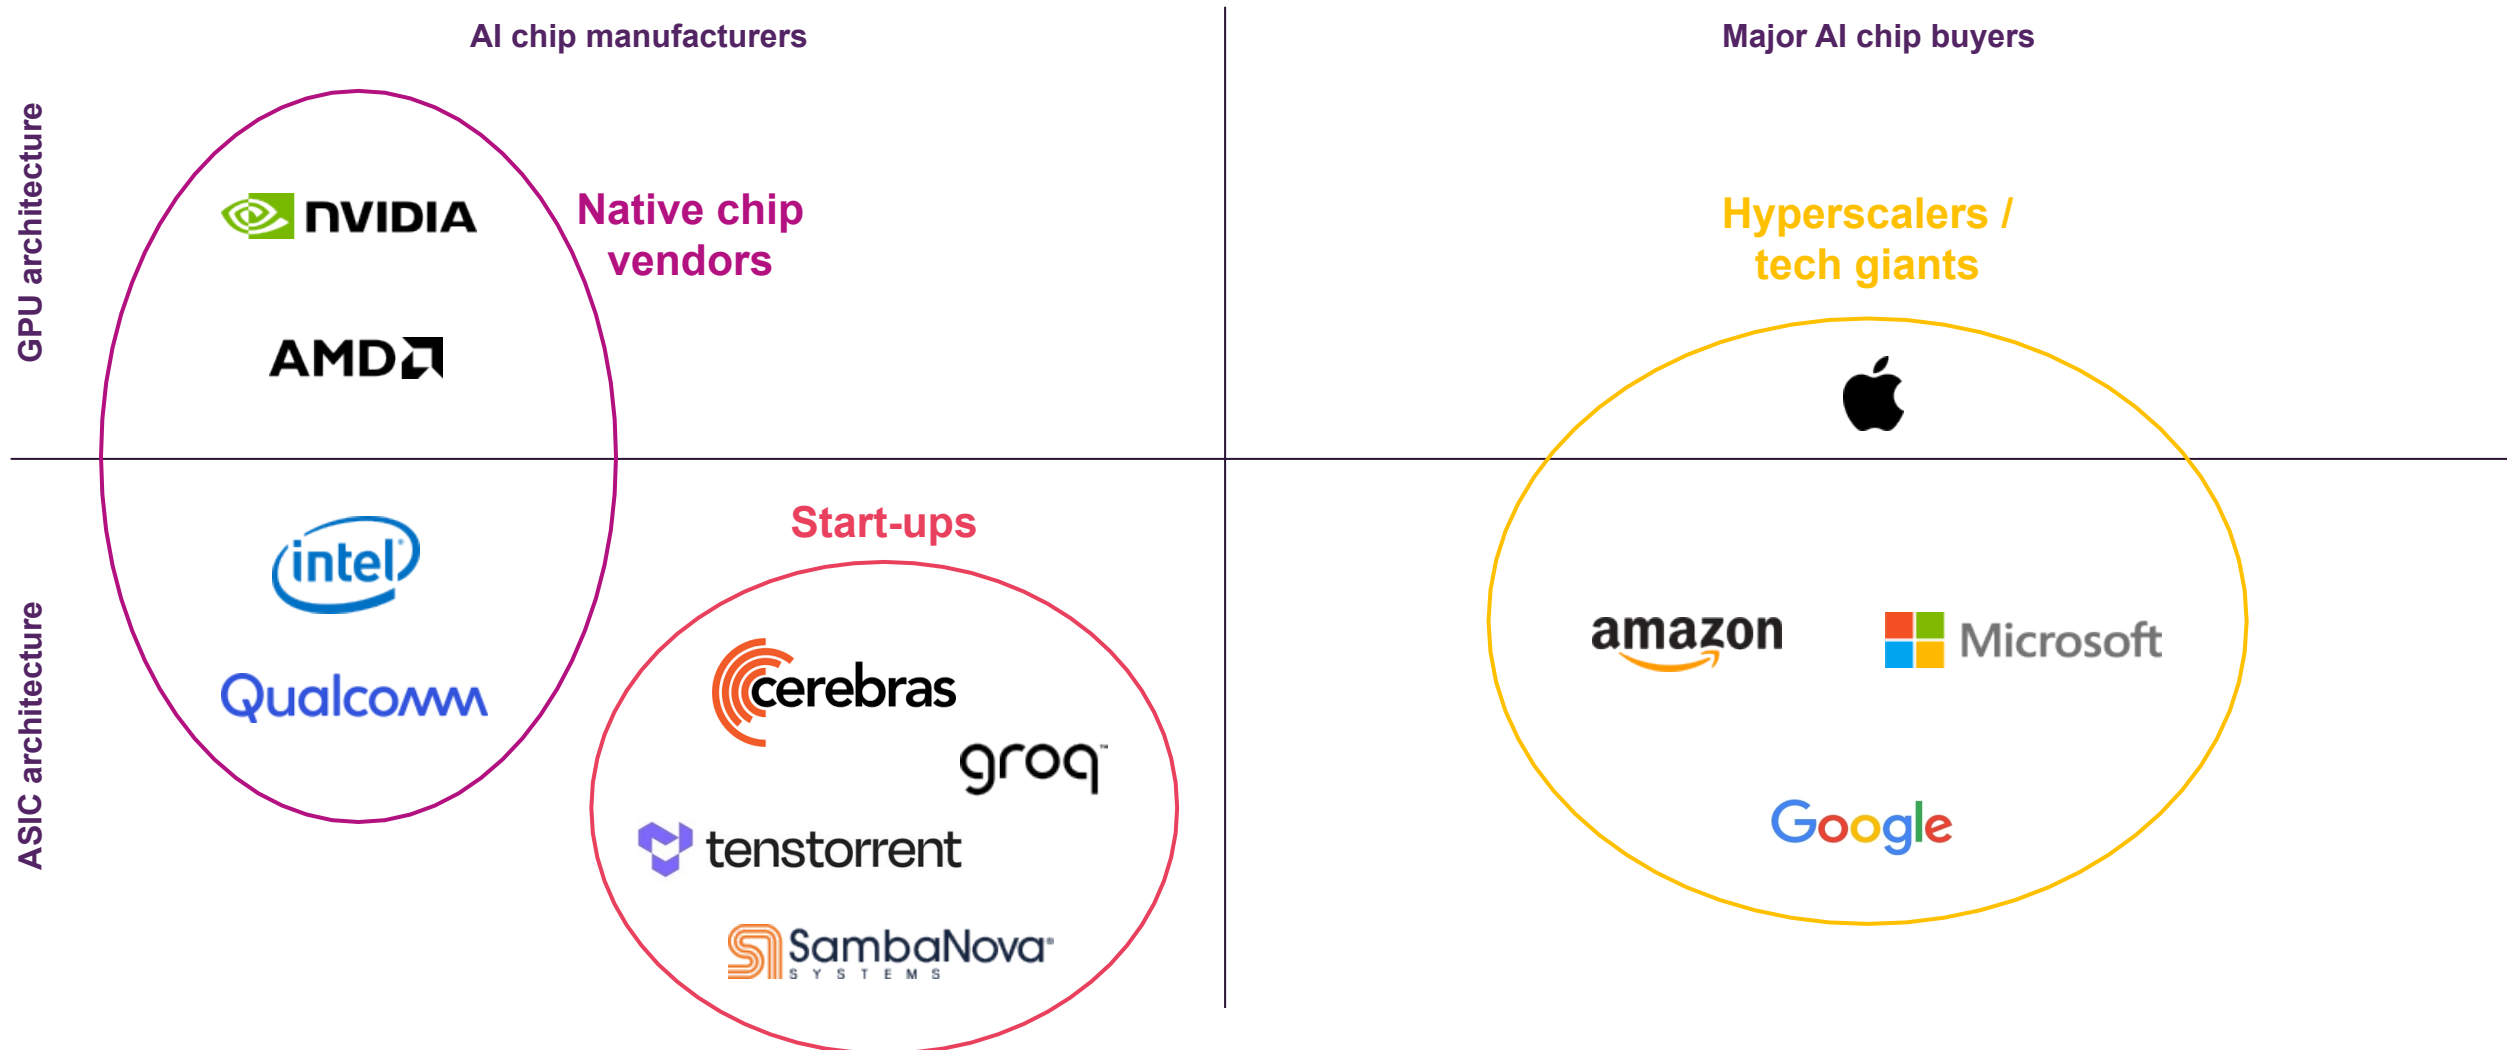 AI chip manufacturers
Major AI chip buyers
GPU architecture
NVIDIA
Native chip
vendors
AMD
Hyperscalers /
tech giants
ASIC architecture
intel
Qualcomm
Start-ups
cerebras
groq™
tenstorrent
SambaNova®
SYSTEMS
amazon
Microsoft
Google